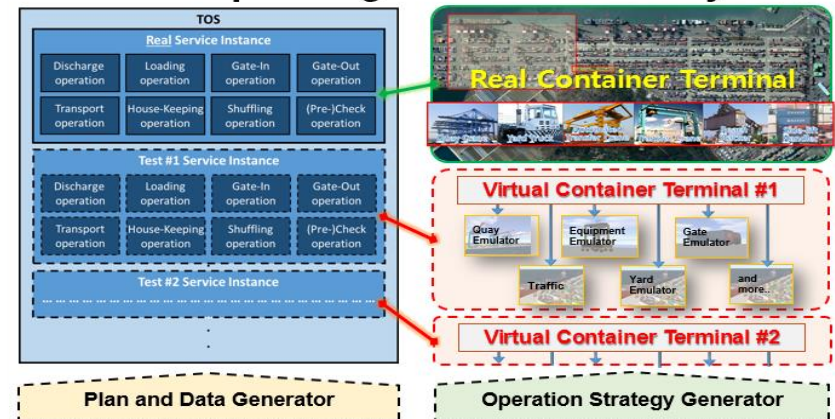 TOS
Real Service Instance
Discharge operation
Loading operation
Gate-In operation
Gate-Out operation
Transport operation
House-Keeping operation
Shuffling operation
(Pre-)Check operation
Test #1 Service Instance
Discharge operation
Loading operation
Gate-In operation
Gate-Out operation
Transport operation
House-Keeping operation
Shuffling operation
(Pre-)Check operation
Test #2 Service Instance
Real Container Terminal
Yard Truck
Virtual Container Terminal #1
Quay Emulator
Equipment Emulator
Gate Emulator
Traffic
Yard Emulator
and more..
Virtual Container Terminal #2
Plan and Data Generator
Operation Strategy Generator